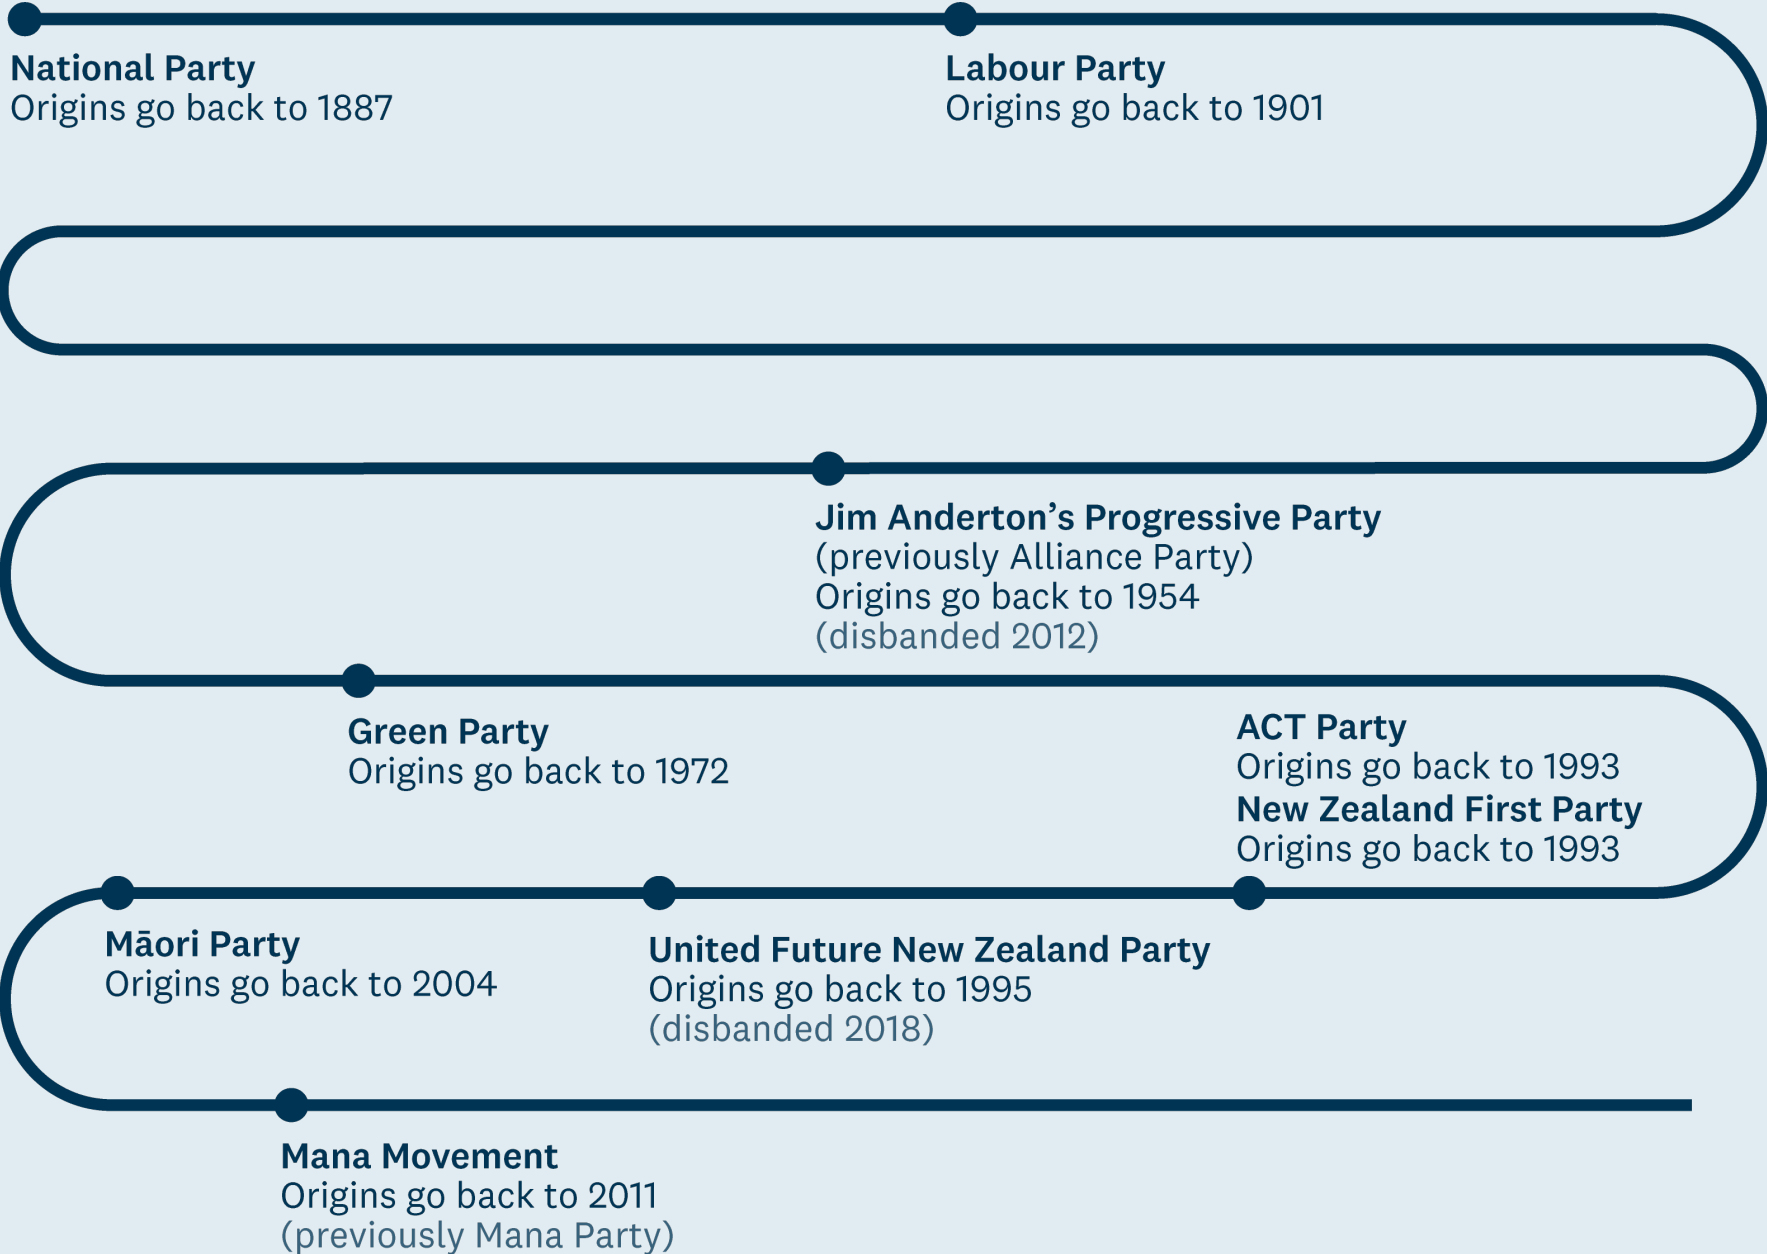 National Party
Origins go back to 1887
Labour Party
Origins go back to 1901
Jim Anderton’s Progressive Party
(previously Alliance Party)
Origins go back to 1954
(disbanded 2012)
Green Party
Origins go back to 1972
ACT Party
Origins go back to 1993
New Zealand First Party
Origins go back to 1993
Māori Party
Origins go back to 2004
United Future New Zealand Party
Origins go back to 1995
(disbanded 2018)
Mana Movement
Origins go back to 2011
(previously Mana Party)